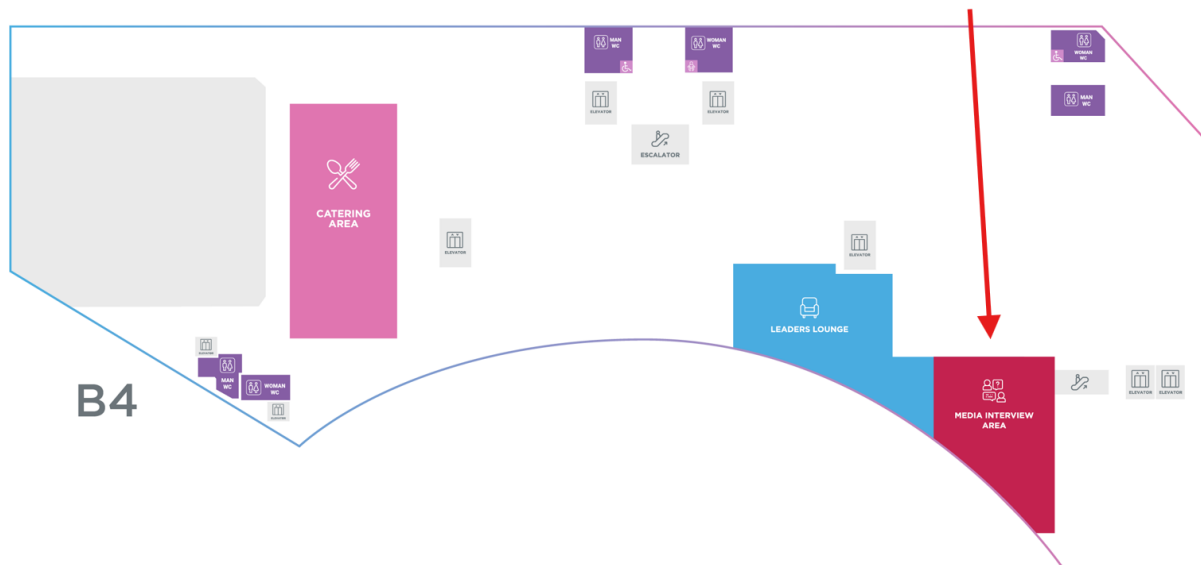 MAN
WC
WOMAN
WC
WOMAN
WC
MAN
WC
ELEVATOR
ELEVATOR
ESCALATOR
CATERING
AREA
ELEVATOR
ELEVATOR
LEADERS LOUNGE
MAN
WC
WOMAN
WC
B4
MEDIA INTERVIEW
AREA
ELEVATOR
ELEVATOR